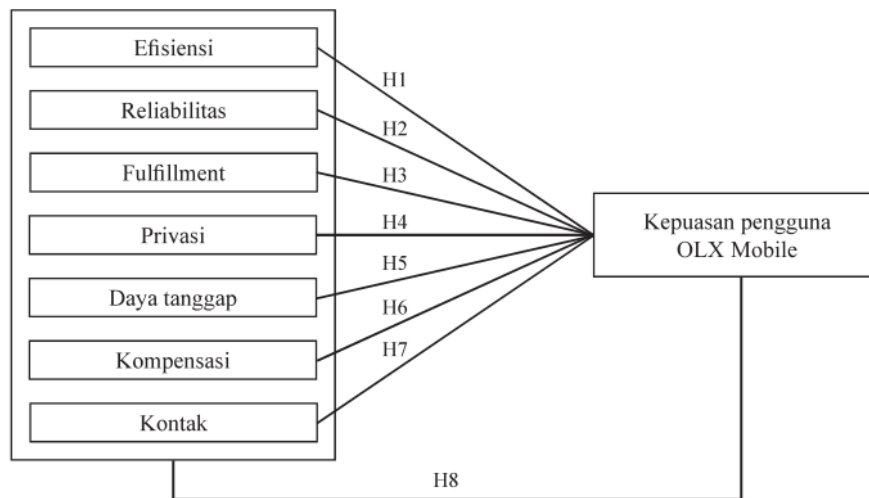 Efisiensi
H1
Reliabilitas
H2
Fulfillment
H3
Privasi
H4
Kepuasan pengguna
OLX Mobile
H5
Daya tanggap
H6
Kompensasi
H7
Kontak
H8